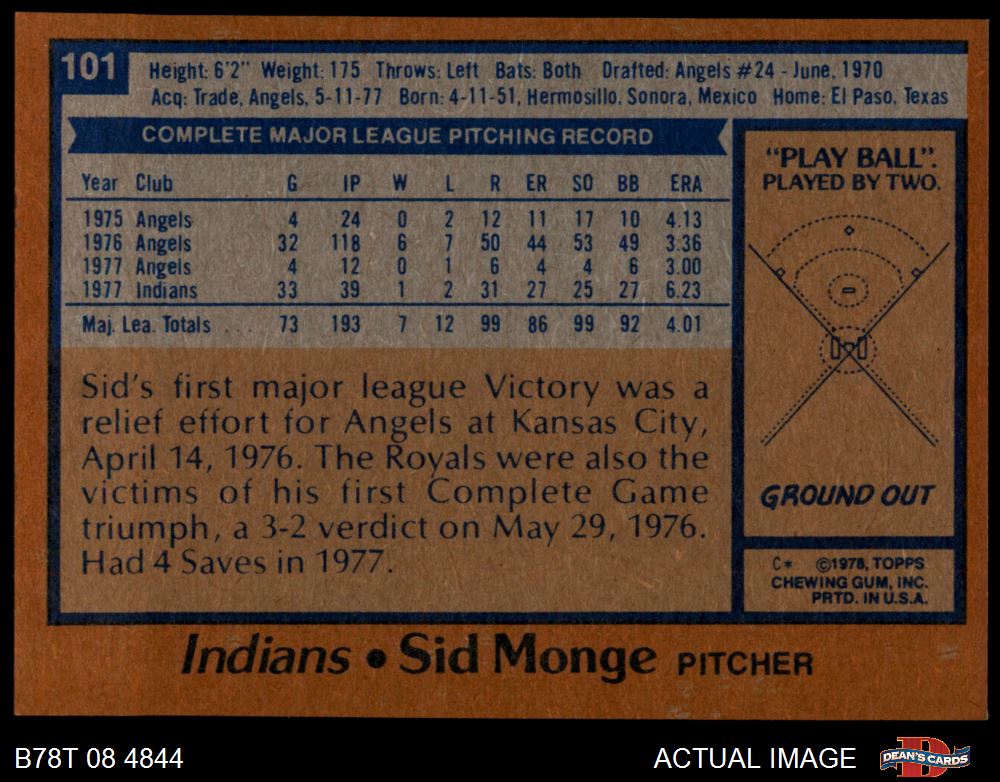 101
Height: 6'2" Weight: 175 Throws: Left Bats: Both Drafted: Angels #24 - June, 1970
Acq: Trade, Angels, 5-11-77 Born: 4-11-51, Hermosillo, Sonora, Mexico Home: El Paso, Texas
COMPLETE MAJOR LEAGUE PITCHING RECORD
Year Club G IP W L R ER SO BB ERA
1975 Angels 4 24 0 2 12 11 17 10 4.13
1976 Angels 32 118 6 7 50 44 53 49 3.36
1977 Angels 4 12 0 1 6 4 4 6 3.00
1977 Indians 33 39 1 2 31 27 25 27 6.23
Maj. Lea. Totals ... 73 193 7 12 99 86 99 92 4.01
Sid's first major league Victory was a
relief effort for Angels at Kansas City,
April 14, 1976. The Royals were also the
victims of his first Complete Game
triumph, a 3-2 verdict on May 29, 1976.
Had 4 Saves in 1977.
"PLAY BALL".
PLAYED BY TWO.
GROUND OUT
C* ©1978, TOPPS
CHEWING GUM, INC.
PRTD. IN U.S.A.
Indians • Sid Monge PITCHER
B78T 08 4844
ACTUAL IMAGE
D
DEAN'S CARDS